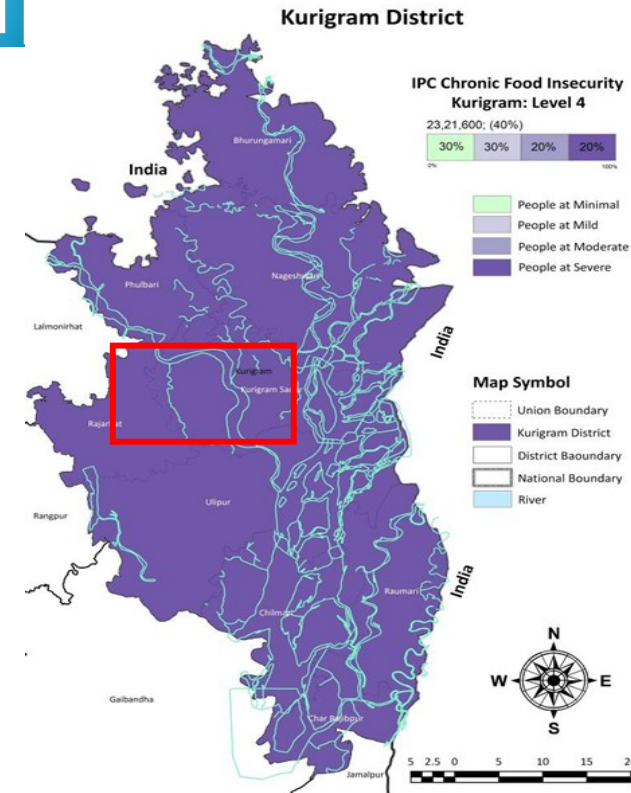 Kurigram District
IPC Chronic Food Insecurity
Kurigram: Level 4
23,21,600; (40%)
30% 30% 20% 20%
0% 100%
People at Minimal
People at Mild
People at Moderate
People at Severe
Bhurungamari
India
Phulbari
Nageshwari
Lalmonirhat
India
Kurigram
Kurigram Sadar
Rajarhat
Map Symbol
Union Boundary
Kurigram District
District Baoundary
National Boundary
River
Ulipur
Rangpur
India
Raumari
Chilmari
Gaibandha
N
W E
S
Char Rajibpur
Jamalpur
5 2.5 0 5 10 15